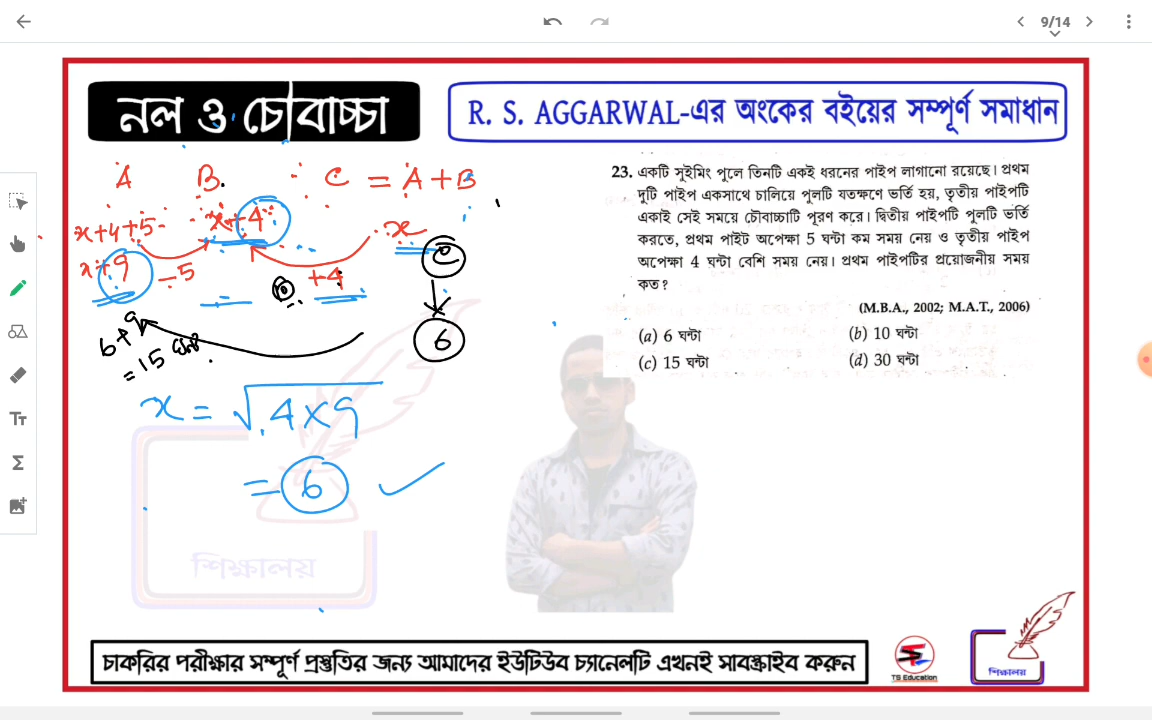 9/14
নল ও চৌবাচ্চা
R. S. AGGARWAL-এর অংকের বইয়ের সম্পূর্ণ সমাধান
A B. C = A+B
x+4+5 x+4 x
x+9 -5 +4 C
6
6+9
= 15 ঘন্টা
x = √4×9
= 6
23. একটি সুইমিং পুলে তিনটি একই ধরনের পাইপ লাগানো রয়েছে। প্রথম
দুটি পাইপ একসাথে চালিয়ে পুলটি যতক্ষণে ভর্তি হয়, তৃতীয় পাইপটি
একাই সেই সময়ে চৌবাচ্চাটি পূরণ করে। দ্বিতীয় পাইপটি পুলটি ভর্তি
করতে, প্রথম পাইট অপেক্ষা 5 ঘন্টা কম সময় নেয় ও তৃতীয় পাইপ
অপেক্ষা 4 ঘন্টা বেশি সময় নেয়। প্রথম পাইপটির প্রয়োজনীয় সময়
কত?
(M.B.A., 2002; M.A.T., 2006)
(a) 6 ঘন্টা (b) 10 ঘন্টা
(c) 15 ঘন্টা (d) 30 ঘন্টা
শিক্ষালয়
চাকরির পরীক্ষার সম্পূর্ণ প্রস্তুতির জন্য আমাদের ইউটিউব চ্যানেলটি এখনই সাবস্ক্রাইব করুন
TS Education
শিক্ষালয়